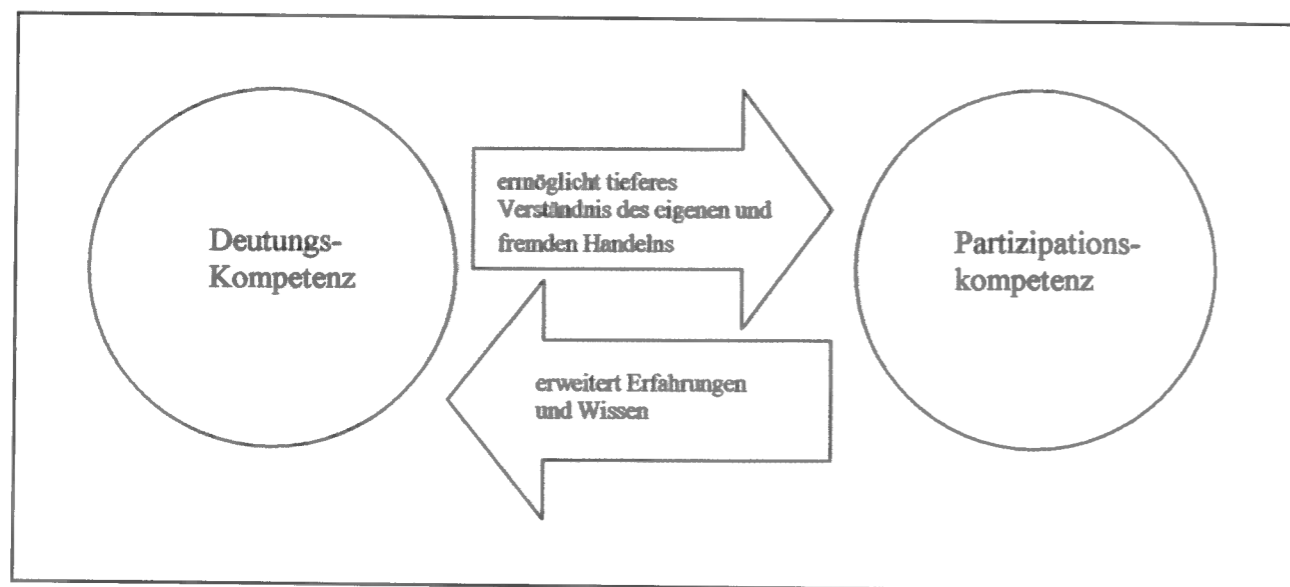 Deutungs-
Kompetenz
ermöglicht tieferes
Verständnis des eigenen und
fremden Handelns
erweitert Erfahrungen
und Wissen
Partizipations-
kompetenz